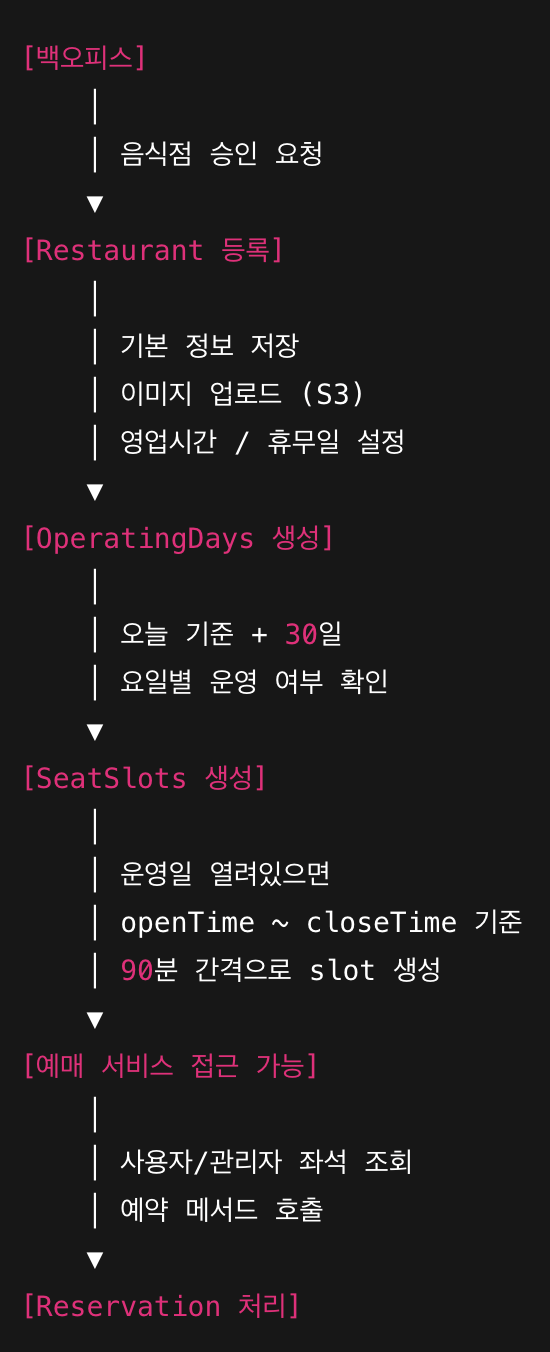 [백오피스]
│
│ 음식점 승인 요청
▼
[Restaurant 등록]
│
│ 기본 정보 저장
│ 이미지 업로드 (S3)
│ 영업시간 / 휴무일 설정
▼
[OperatingDays 생성]
│
│ 오늘 기준 + 30일
│ 요일별 운영 여부 확인
▼
[SeatSlots 생성]
│
│ 운영일 열려있으면
│ openTime ~ closeTime 기준
│ 90분 간격으로 slot 생성
▼
[예매 서비스 접근 가능]
│
│ 사용자/관리자 좌석 조회
│ 예약 메서드 호출
▼
[Reservation 처리]